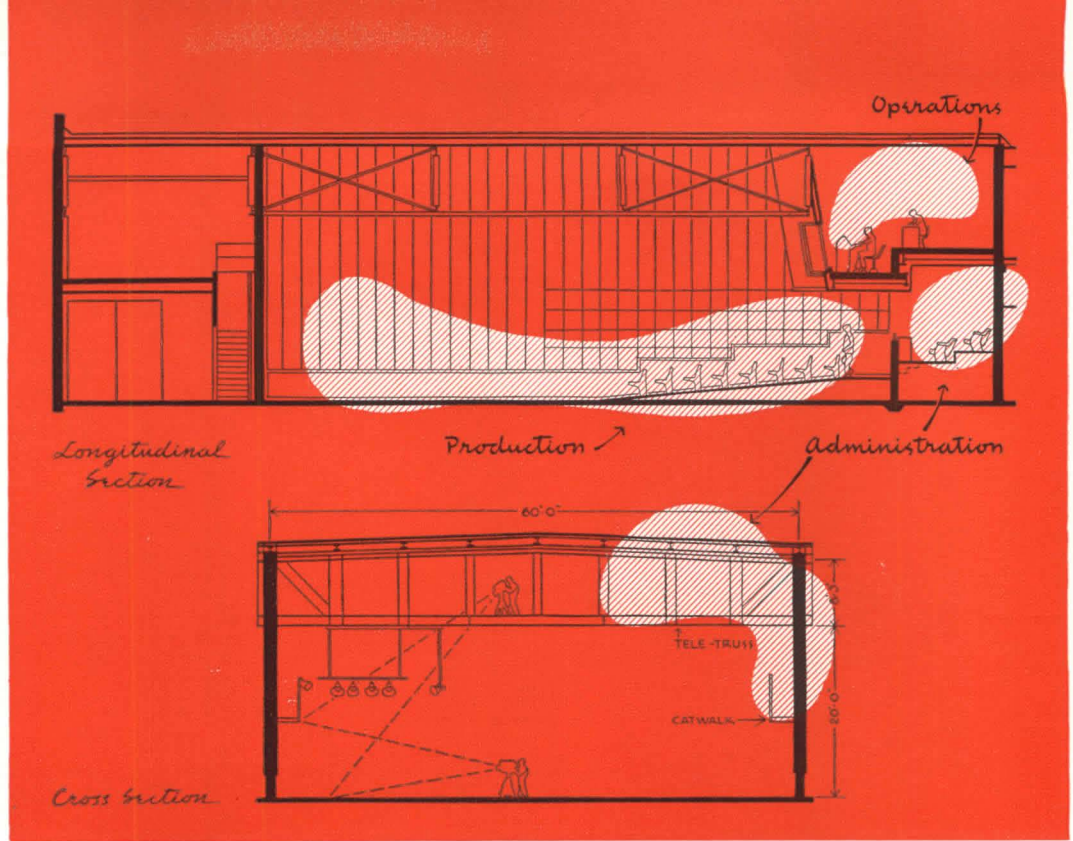 Operations
Longitudinal
Section
Production
Administration
60'-0"
TELE-TRUSS
CATWALK
20'-0"
Cross Section